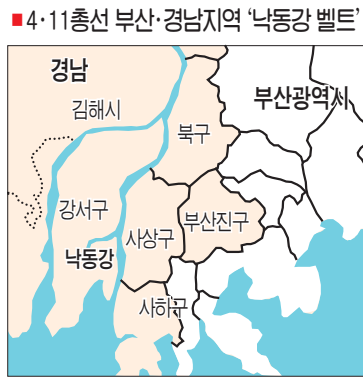 ■ 4·11총선 부산·경남지역 '낙동강 벨트'
경남
김해시
부산광역시
북구
강서구
부산진구
사상구
낙동강
사하구